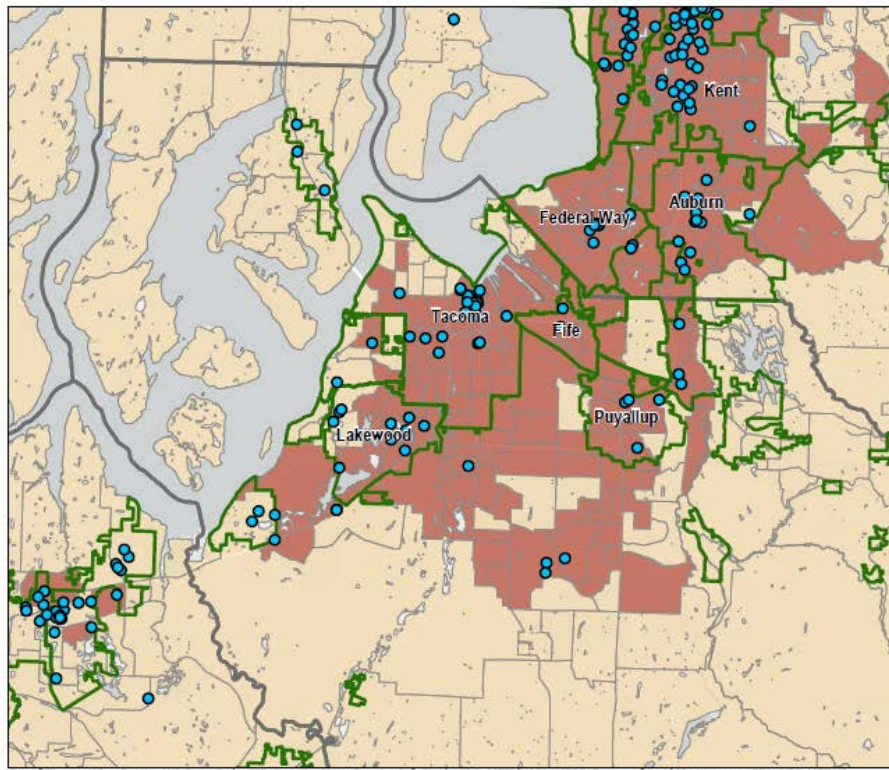 Kent
Auburn
Federal Way
Tacoma
Fife
Puyallup
Lakewood